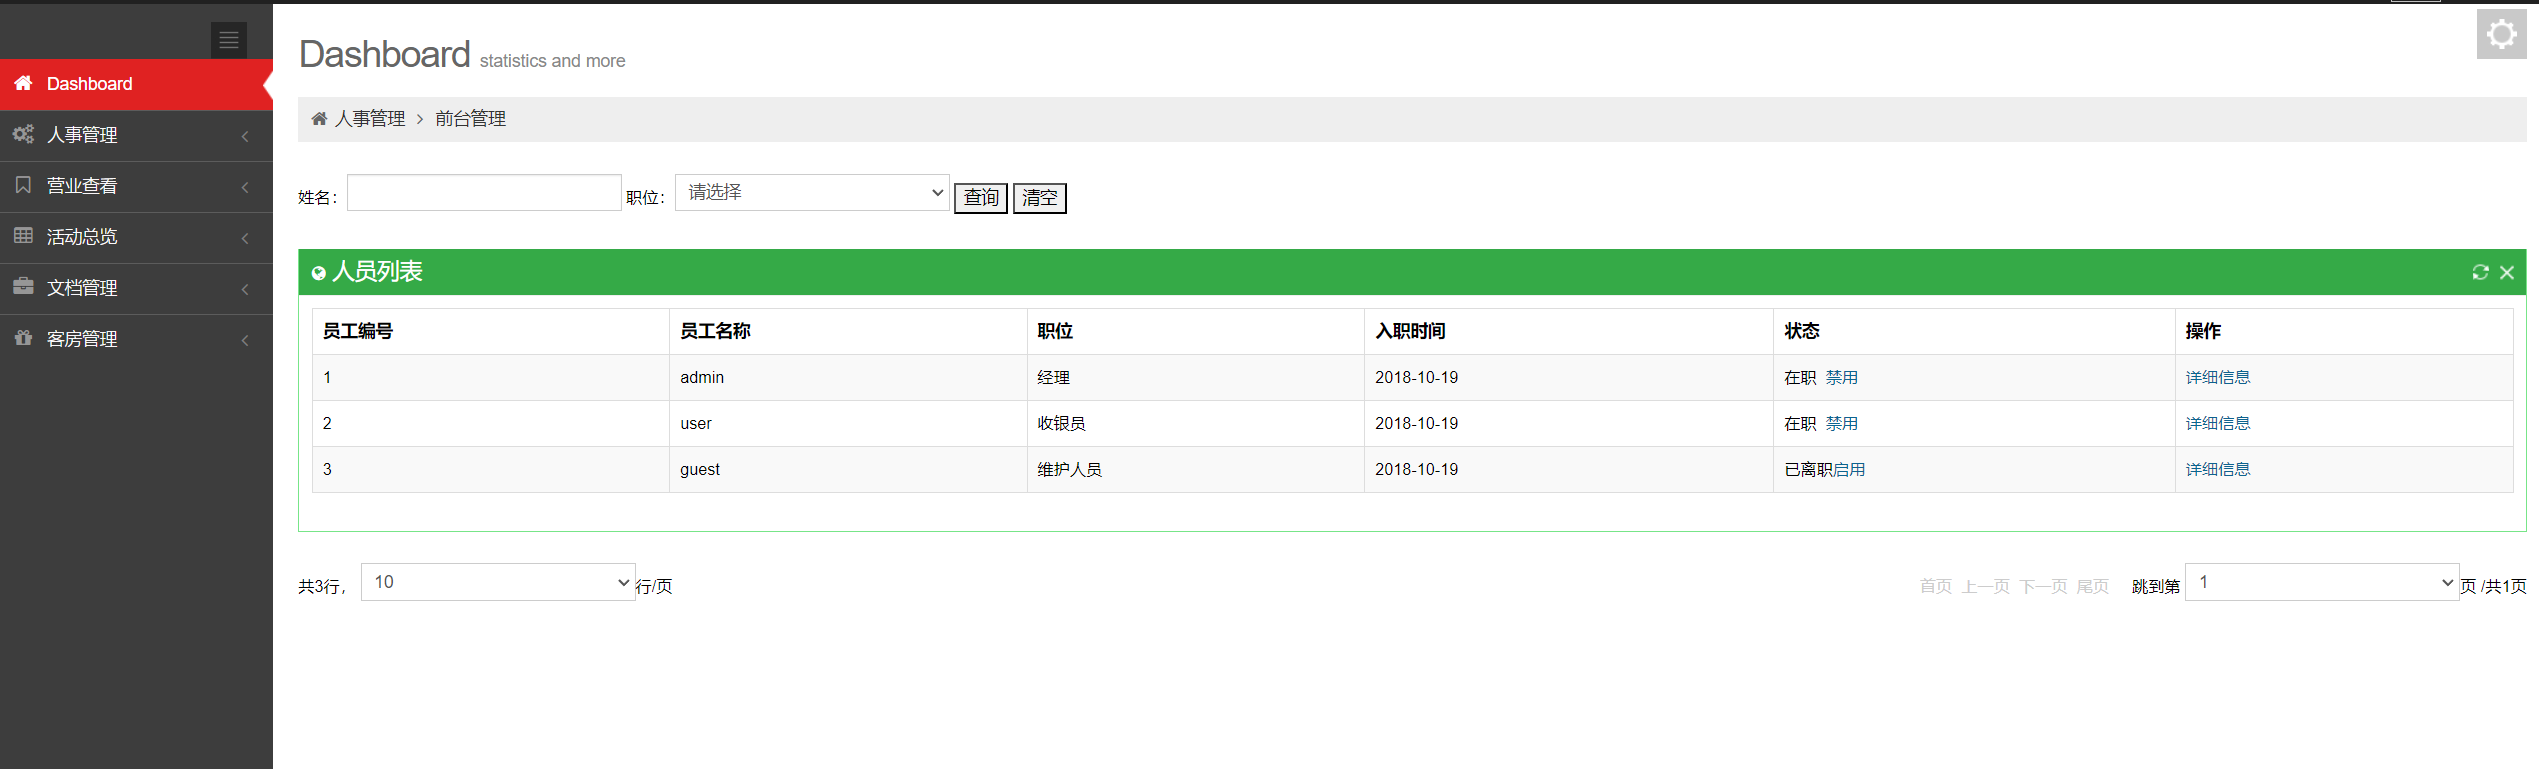 Dashboard
人事管理
营业查看
活动总览
文档管理
客房管理
Dashboard statistics and more
人事管理 > 前台管理
姓名： 职位： 请选择 查询 清空
人员列表
员工编号 员工名称 职位 入职时间 状态 操作
1 admin 经理 2018-10-19 在职 禁用 详细信息
2 user 收银员 2018-10-19 在职 禁用 详细信息
3 guest 维护人员 2018-10-19 已离职启用 详细信息
共3行， 10 行/页 首页 上一页 下一页 尾页 跳到第 1 页 /共1页